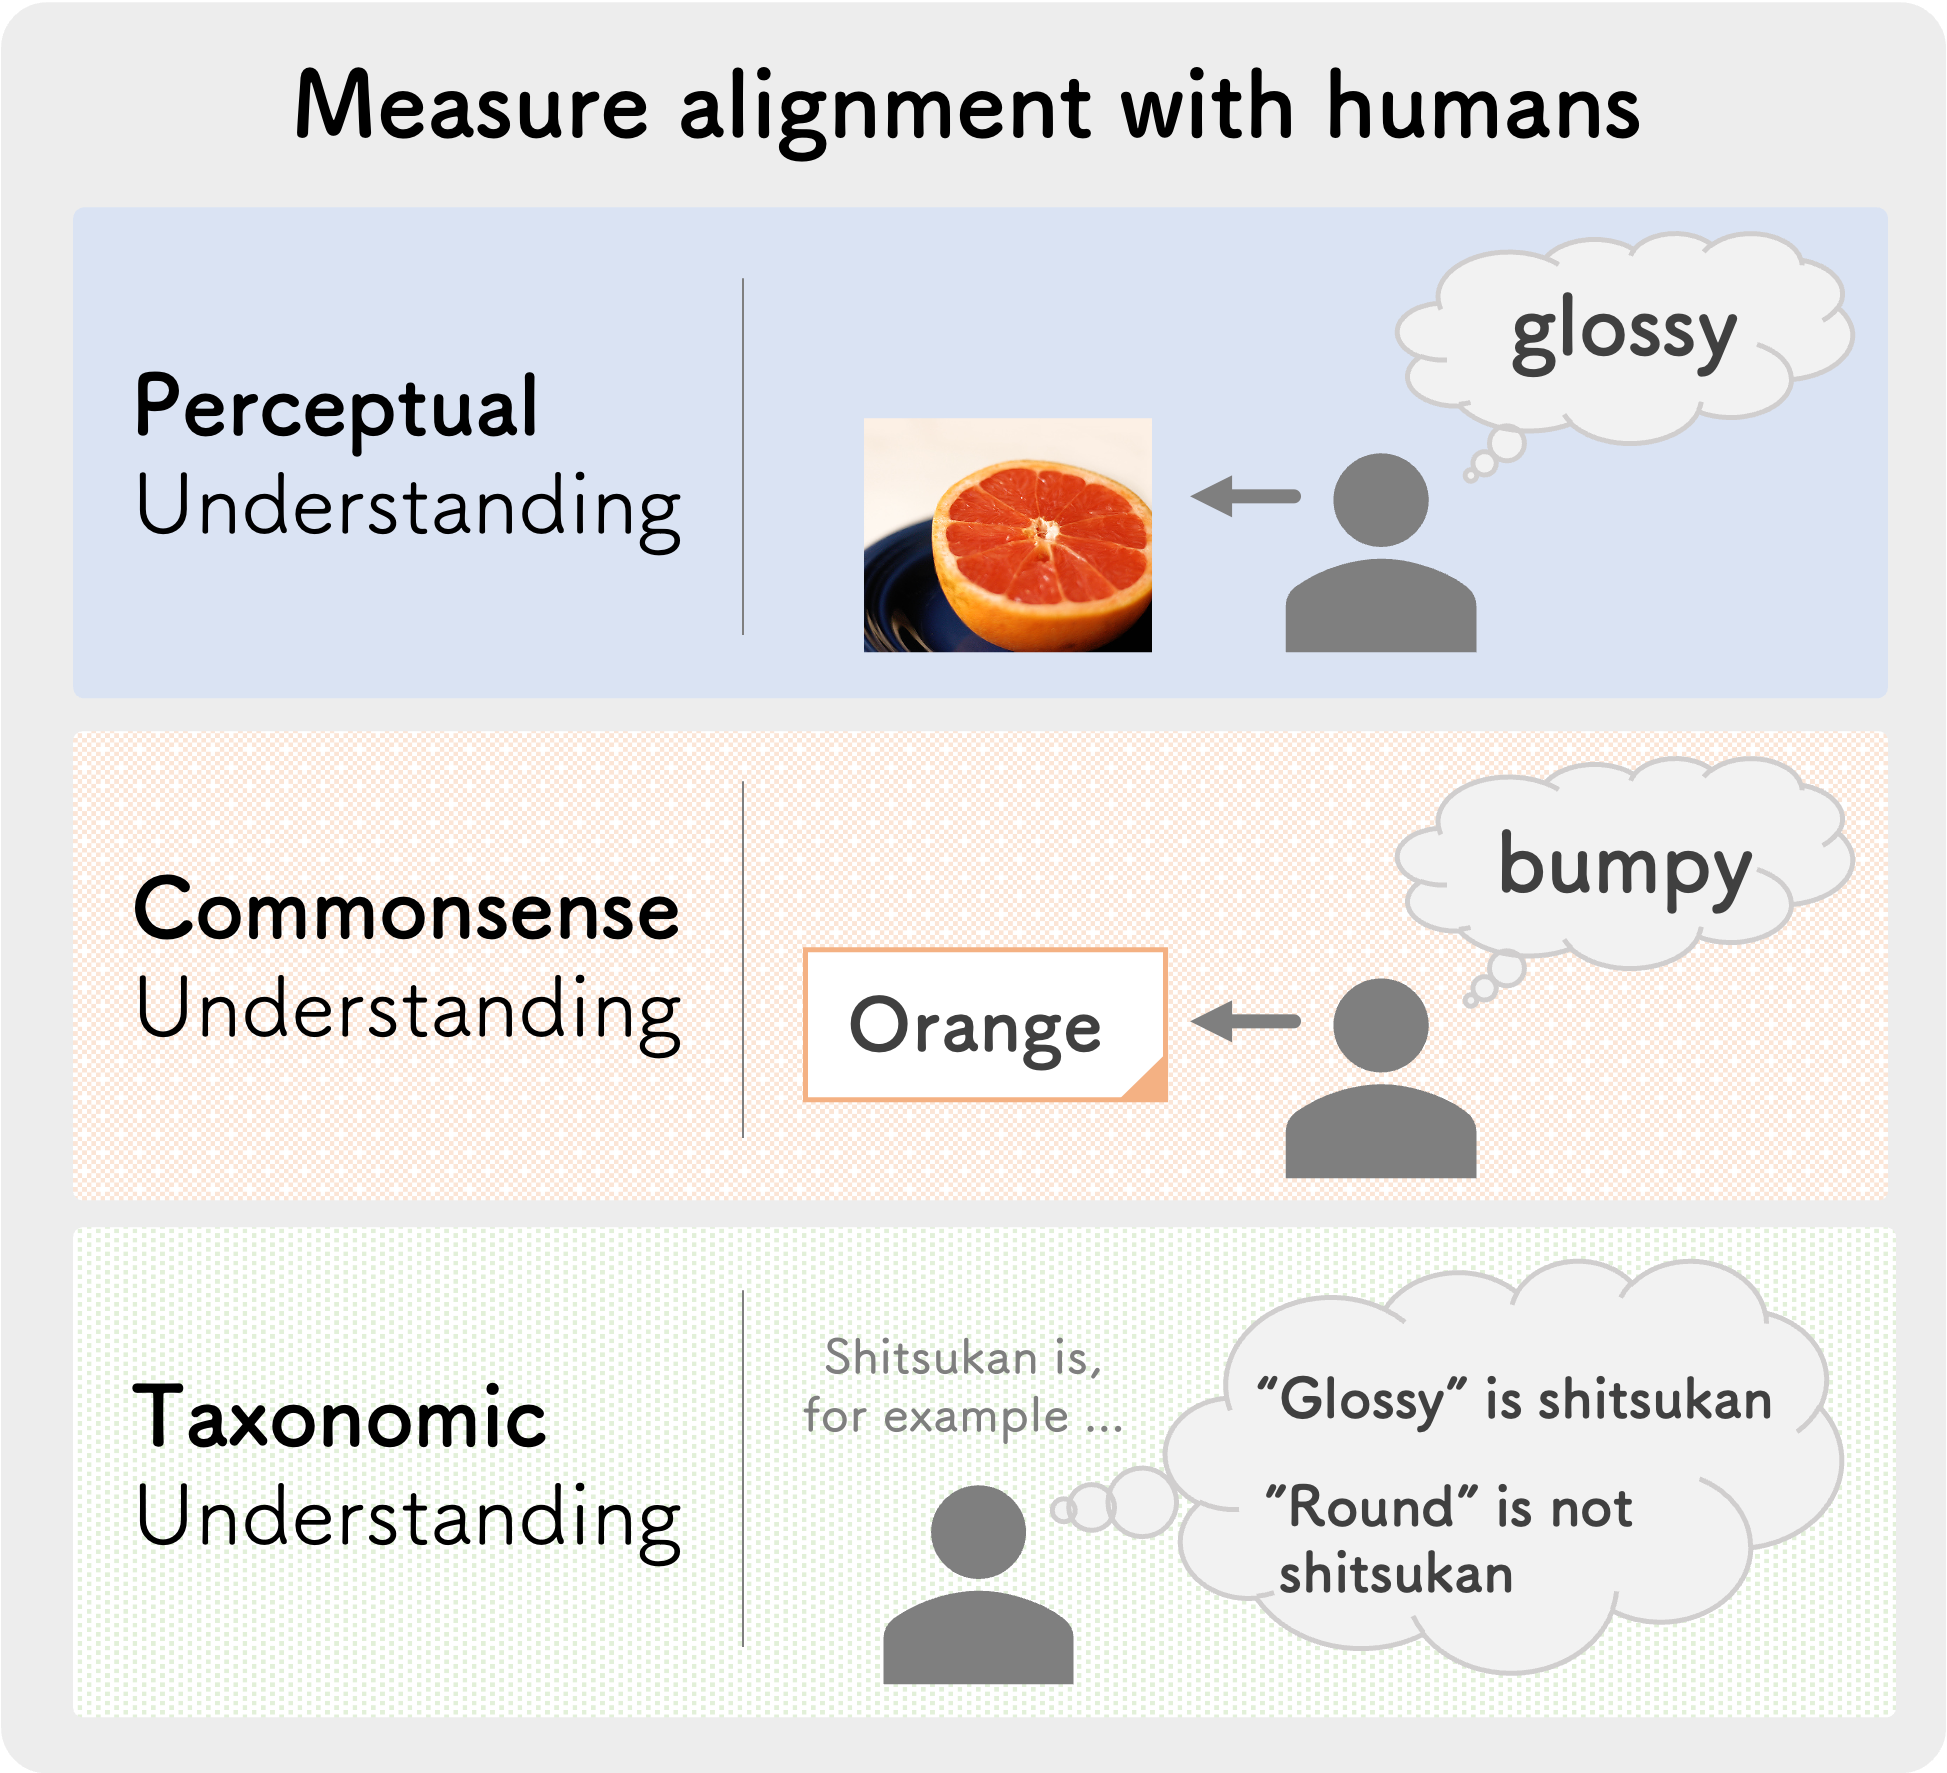 Measure alignment with humans
Perceptual
Understanding
glossy
Commonsense
Understanding
Orange
bumpy
Taxonomic
Understanding
Shitsukan is,
for example ...
"Glossy" is shitsukan
"Round" is not
shitsukan